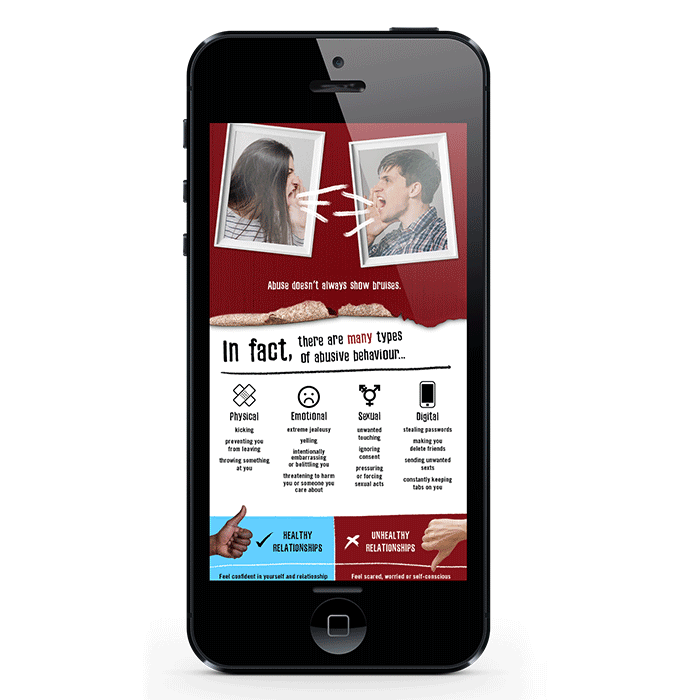 Abuse doesn't always show bruises.
In fact, there are many types
of abusive behaviour...
Physical
kicking
preventing you
from leaving
throwing something
at you
Emotional
extreme jealousy
yelling
intentionally
embarrassing
or belittling you
threatening to harm
you or someone you
care about
Sexual
unwanted
touching
ignoring
consent
pressuring
or forcing
sexual acts
Digital
stealing passwords
making you
delete friends
sending unwanted
sexts
constantly keeping
tabs on you
HEALTHY
RELATIONSHIPS
Feel confident in yourself and relationship
UNHEALTHY
RELATIONSHIPS
Feel scared, worried or self-conscious